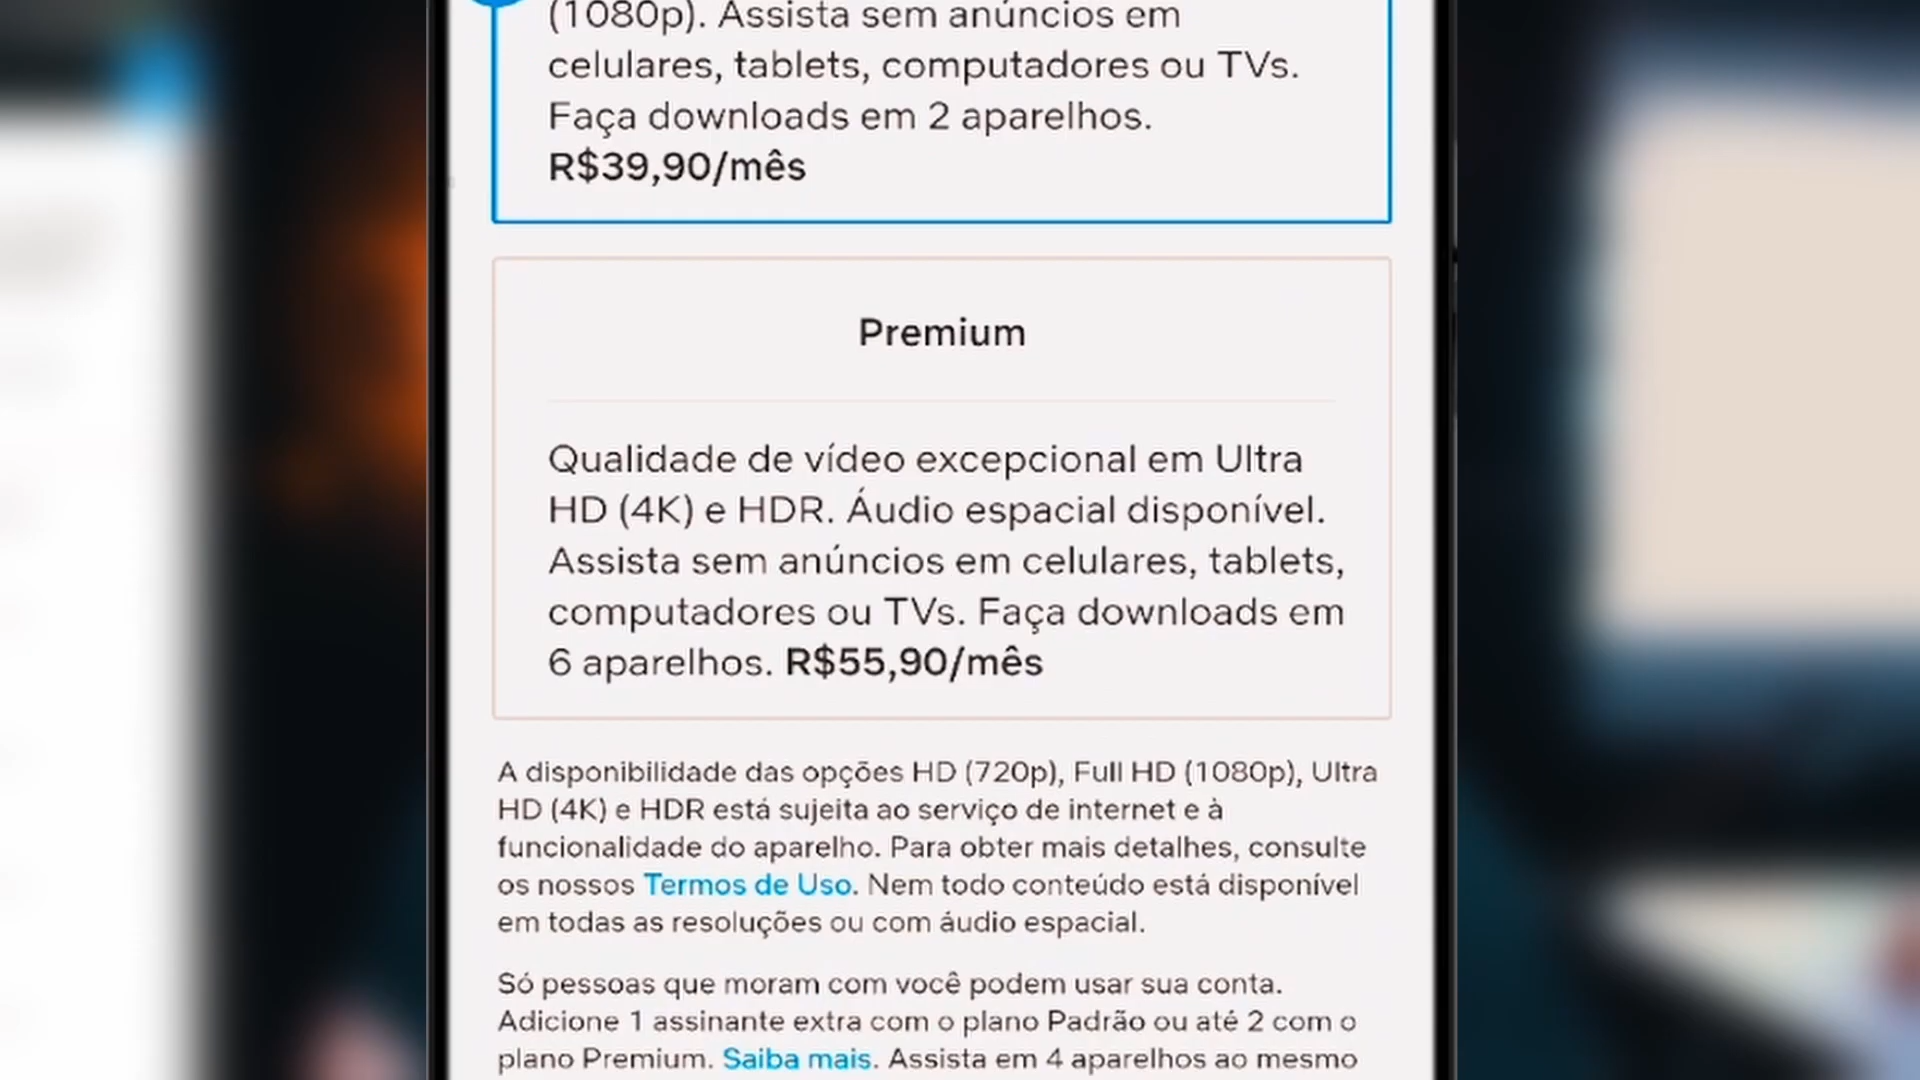 (1080p). Assista sem anúncios em
celulares, tablets, computadores ou TVs.
Faça downloads em 2 aparelhos.
R$39,90/mês
Premium
Qualidade de vídeo excepcional em Ultra
HD (4K) e HDR. Áudio espacial disponível.
Assista sem anúncios em celulares, tablets,
computadores ou TVs. Faça downloads em
6 aparelhos. R$55,90/mês
A disponibilidade das opções HD (720p), Full HD (1080p), Ultra
HD (4K) e HDR está sujeita ao serviço de internet e à
funcionalidade do aparelho. Para obter mais detalhes, consulte
os nossos Termos de Uso. Nem todo conteúdo está disponível
em todas as resoluções ou com áudio espacial.
Só pessoas que moram com você podem usar sua conta.
Adicione 1 assinante extra com o plano Padrão ou até 2 com o
plano Premium. Saiba mais. Assista em 4 aparelhos ao mesmo